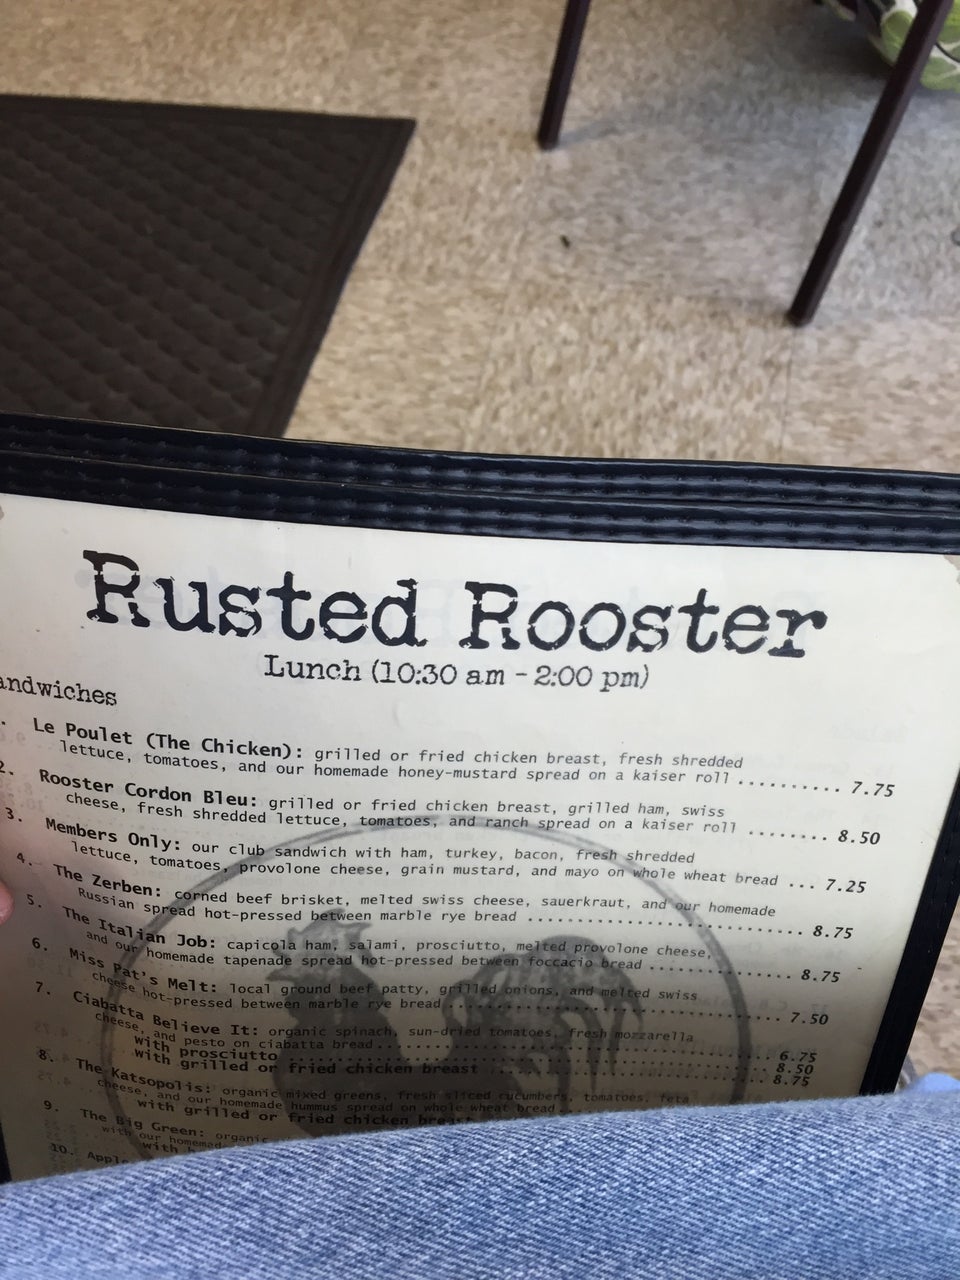 Rusted Rooster
Lunch (10:30 am - 2:00 pm)
andwiches
Le Poulet (The Chicken): grilled or fried chicken breast, fresh shredded
lettuce, tomatoes, and our homemade honey-mustard spread on a kaiser roll .......... 7.75
2. Rooster Cordon Bleu: grilled or fried chicken breast, grilled ham, swiss
cheese, fresh shredded lettuce, tomatoes, and ranch spread on a kaiser roll ........ 8.50
3. Members Only: our club sandwich with ham, turkey, bacon, fresh shredded
lettuce, tomatoes, provolone cheese, grain mustard, and mayo on whole wheat bread ... 7.25
4. The Zerben: corned beef brisket, melted swiss cheese, sauerkraut, and our homemade
Russian spread hot-pressed between marble rye bread ............................ 8.75
5. The Italian Job: capicola ham, salami, prosciutto, melted provolone cheese,
and our homemade tapenade spread hot-pressed between foccacio bread ............... 8.75
6. Miss Pat's Melt: local ground beef patty, grilled onions, and melted swiss
cheese hot-pressed between marble rye bread .................................. 7.50
7. Ciabatta Believe It: organic spinach, sun-dried tomatoes, fresh mozzarella
cheese, and pesto on ciabatta bread ........................................ 6.75
with prosciutto ........................................................ 8.50
with grilled or fried chicken breast .................................. 8.75
8. The Katsopolis: organic mixed greens, fresh sliced cucumbers, tomatoes, feta
cheese, and our homemade hummus spread on whole wheat bread
with grilled or fried chicken breast
9. The Big Green: organic
with our homemade
with
10. Apple